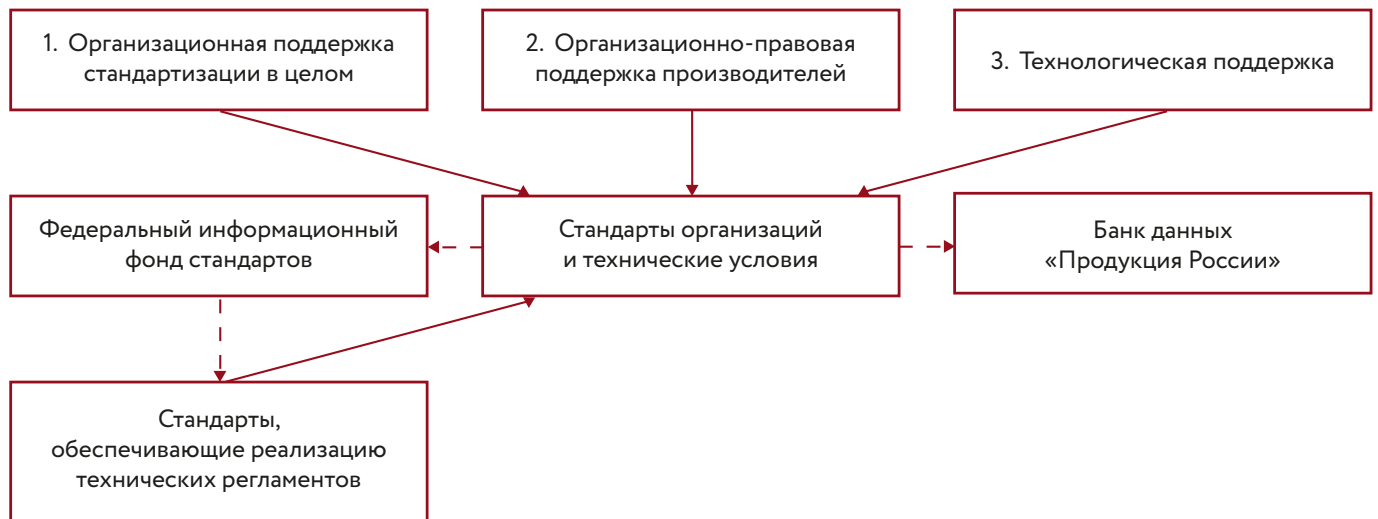 1. Организационная поддержка
стандартизации в целом
2. Организационно-правовая
поддержка производителей
3. Технологическая поддержка
Федеральный информационный
фонд стандартов
Стандарты организаций
и технические условия
Банк данных
«Продукция России»
Стандарты,
обеспечивающие реализацию
технических регламентов